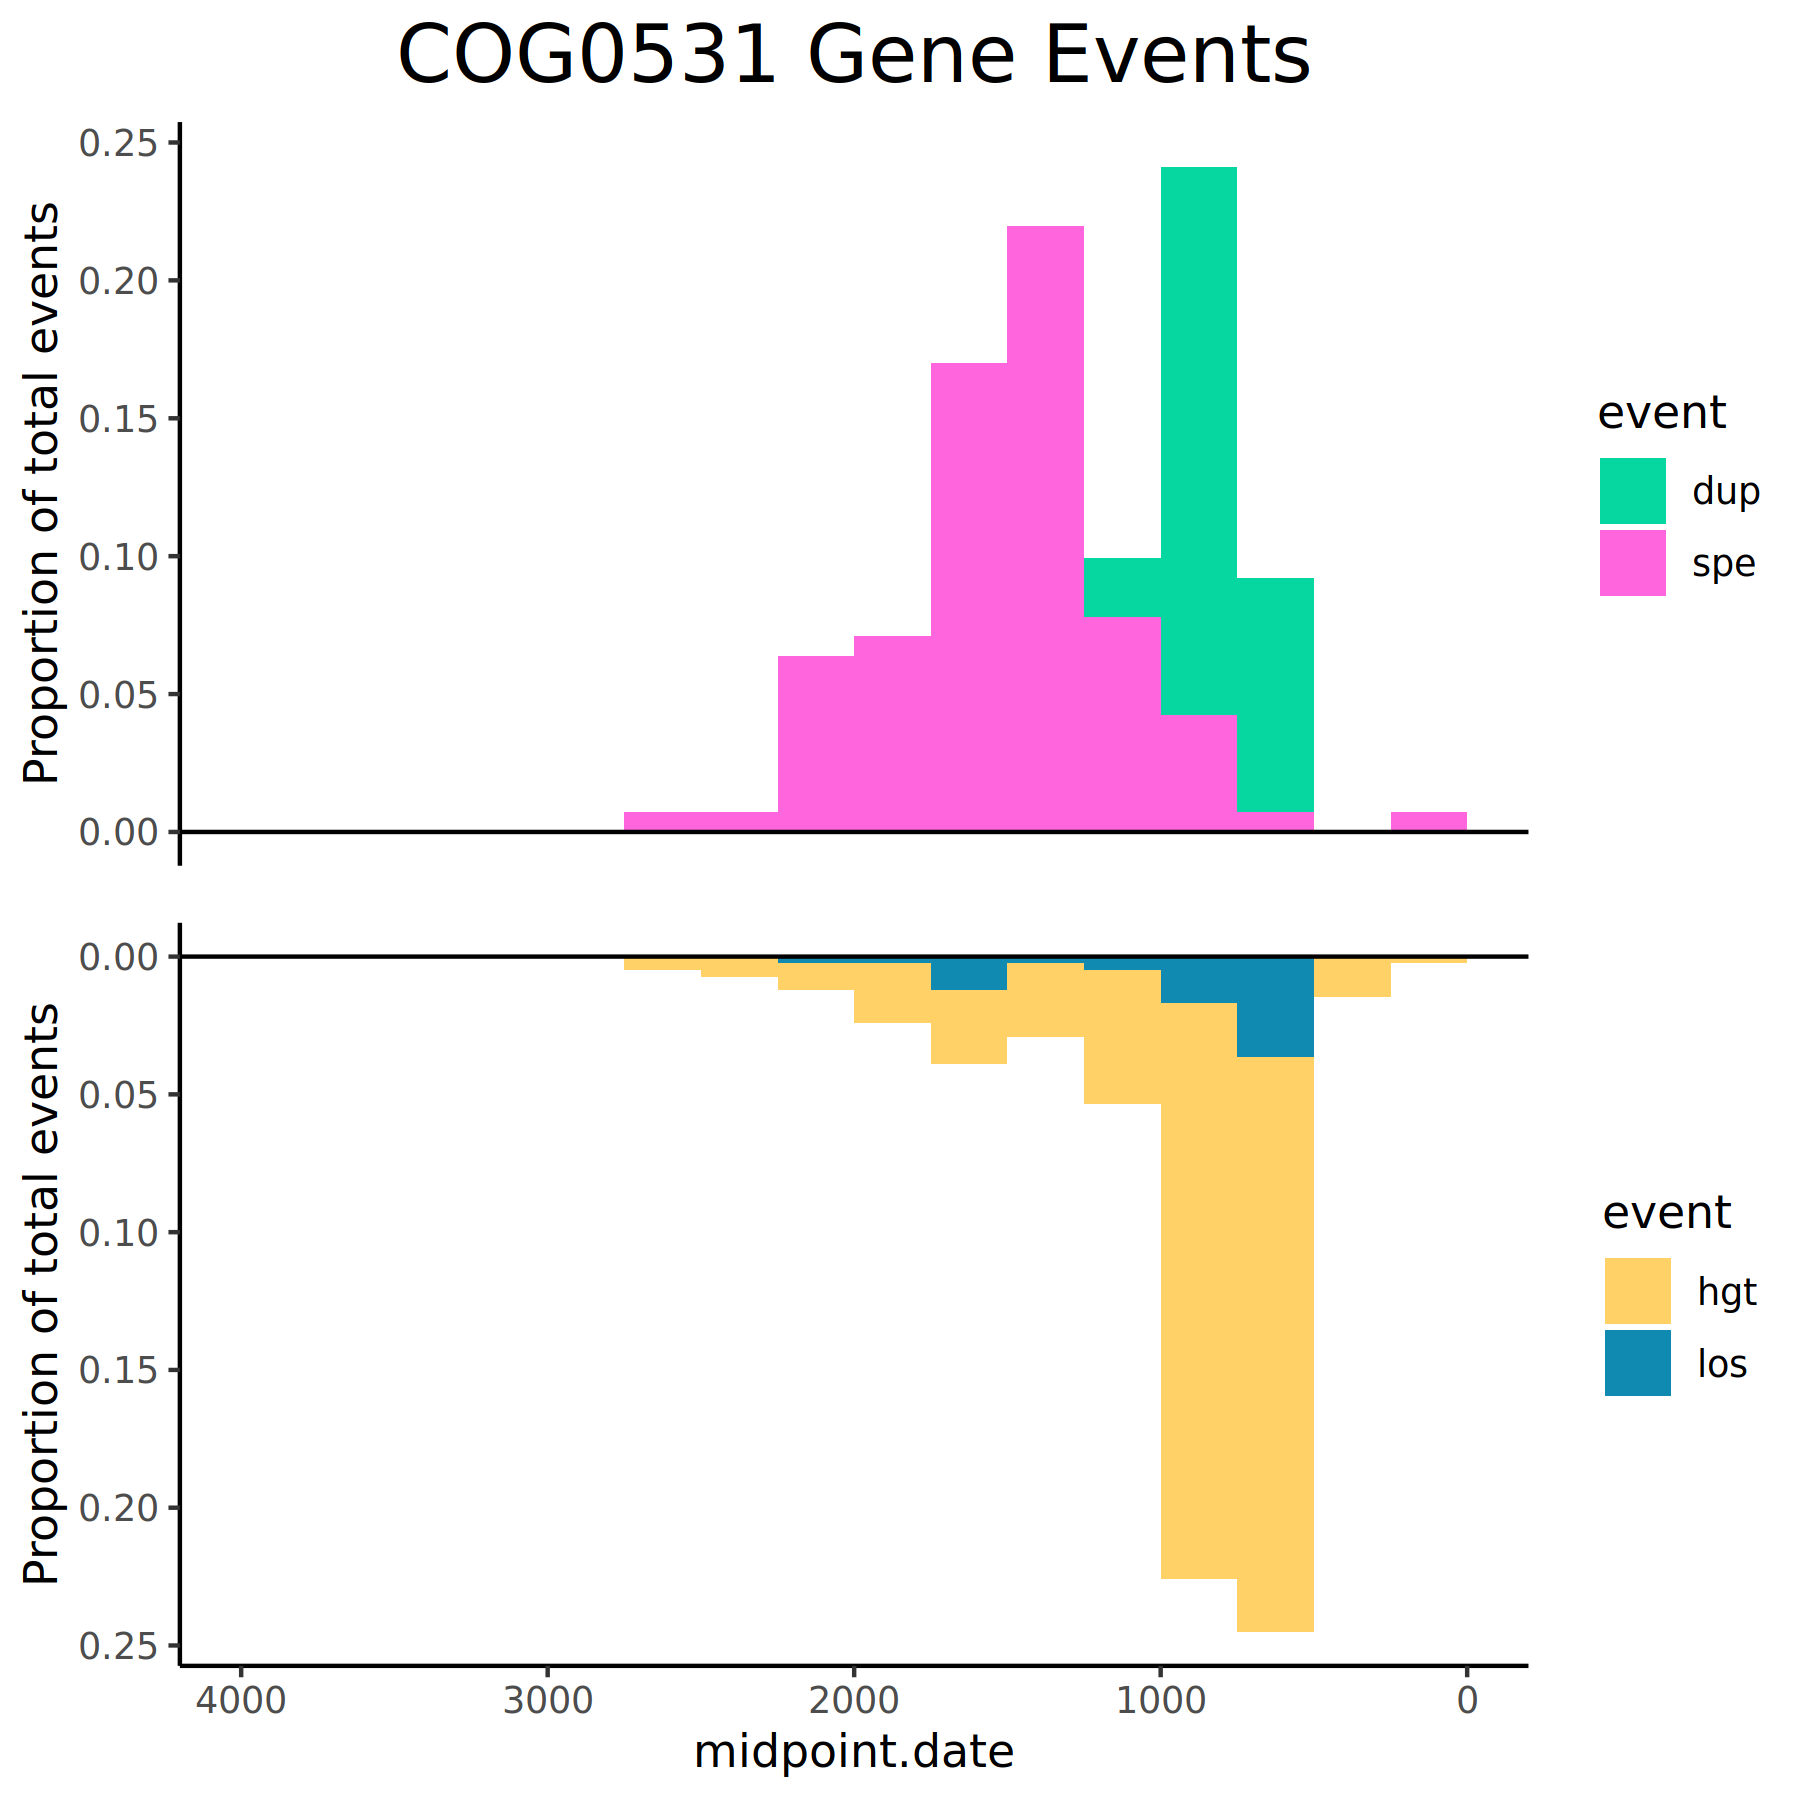 COG0531 Gene Events
0.25
0.20
0.15
0.10
0.05
0.00
Proportion of total events
event
dup
spe
0.00
0.05
0.10
0.15
0.20
0.25
Proportion of total events
event
hgt
los
4000 3000 2000 1000 0
midpoint.date